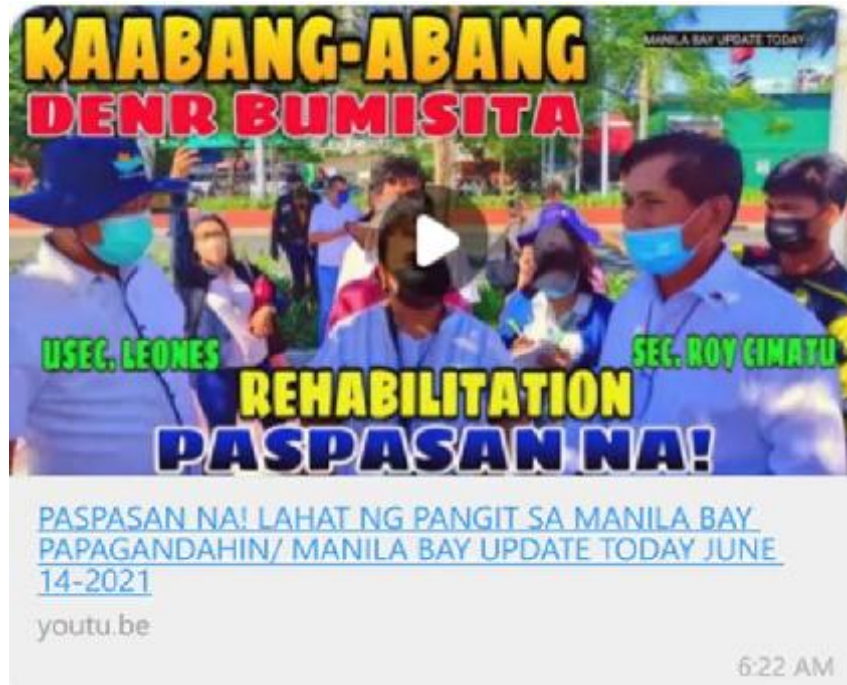 MANILA BAY UPDATE TODAY
KAABANG-ABANG
DENR BUMISITA
USEC. LEONES
SEC. ROY CIMATU
REHABILITATION
PASPASAN NA!
PASPASAN NA! LAHAT NG PANGIT SA MANILA BAY
PAPAGANDAHIN/ MANILA BAY UPDATE TODAY JUNE
14-2021
youtu.be
6:22 AM